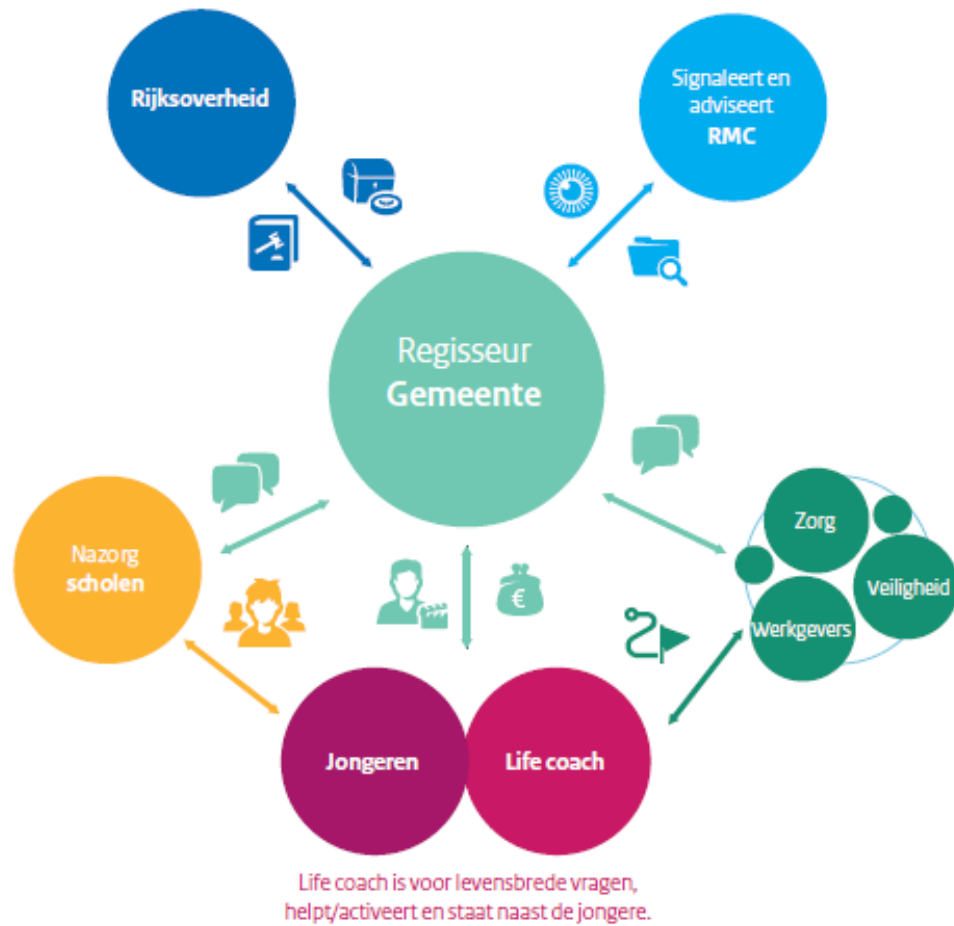 Rijksoverheid
Signaleert en
adviseert
RMC
Regisseur
Gemeente
Nazorg
scholen
Zorg
Veiligheid
Werkgevers
€
Jongeren
Life coach
Life coach is voor levensbrede vragen,
helpt/activeert en staat naast de jongere.